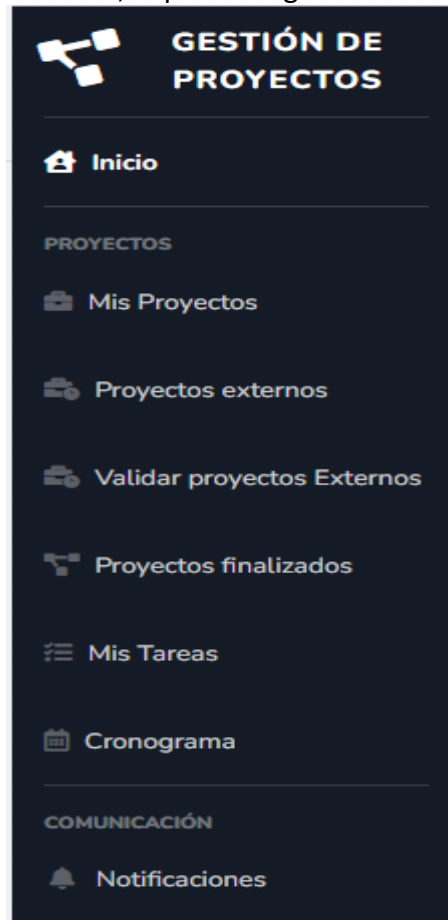 GESTIÓN DE
PROYECTOS
Inicio
PROYECTOS
Mis Proyectos
Proyectos externos
Validar proyectos Externos
Proyectos finalizados
Mis Tareas
Cronograma
COMUNICACIÓN
Notificaciones